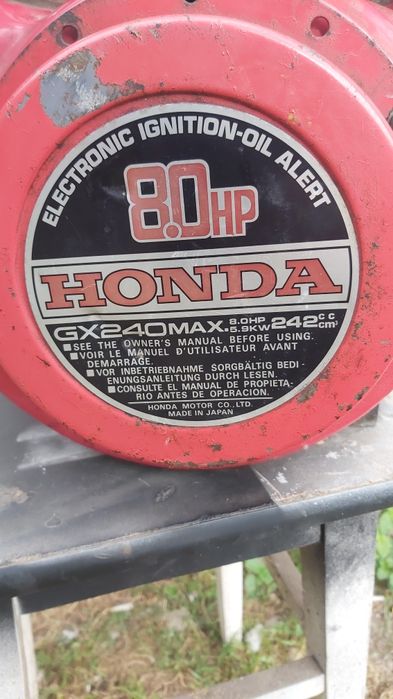 ELECTRONIC IGNITION-OIL ALERT
8.0HP
HONDA
GX240MAX. 8.0HP 5.9KW 242 cc cm³
■SEE THE OWNER'S MANUAL BEFORE USING.
■VOIR LE MANUEL D'UTILISATEUR AVANT
DEMARRAGE.
■VOR INBETRIEBNAHME SORGBÄLTIG BEDI-
ENUNGSANLEITUNG DURCH LESEN.
■CONSULTE EL MANUAL DE PROPIETA-
RIO ANTES DE OPERACION.
HONDA MOTOR CO., LTD.
MADE IN JAPAN